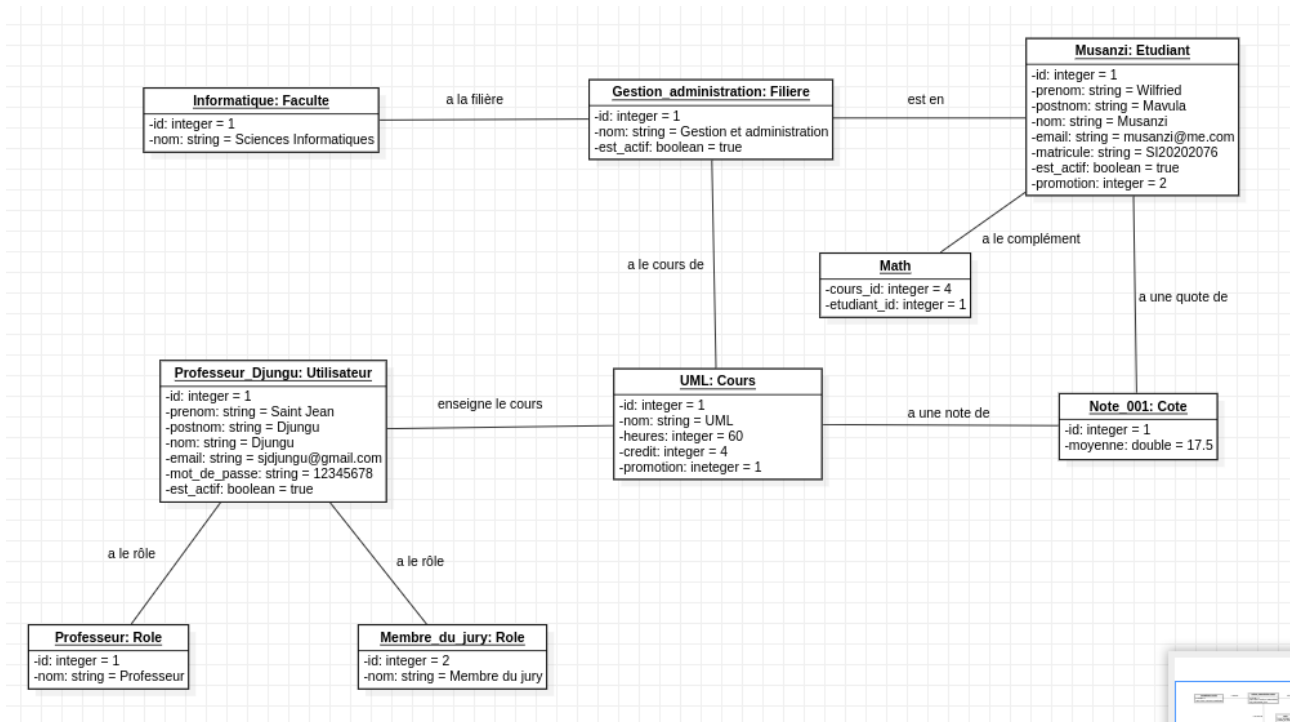 Informatique: Faculte
-id: integer = 1
-nom: string = Sciences Informatiques
a la filière
Gestion_administration: Filiere
-id: integer = 1
-nom: string = Gestion et administration
-est_actif: boolean = true
est en
Musanzi: Etudiant
-id: integer = 1
-prenom: string = Wilfried
-postnom: string = Mavula
-nom: string = Musanzi
-email: string = musanzi@me.com
-matricule: string = SI20202076
-est_actif: boolean = true
-promotion: integer = 2
a le complément
Math
-cours_id: integer = 4
-etudiant_id: integer = 1
a le cours de
a une quote de
Professeur_Djungu: Utilisateur
-id: integer = 1
-prenom: string = Saint Jean
-postnom: string = Djungu
-nom: string = Djungu
-email: string = sjdjungu@gmail.com
-mot_de_passe: string = 12345678
-est_actif: boolean = true
enseigne le cours
UML: Cours
-id: integer = 1
-nom: string = UML
-heures: integer = 60
-credit: integer = 4
-promotion: ineteger = 1
a une note de
Note_001: Cote
-id: integer = 1
-moyenne: double = 17.5
a le rôle
a le rôle
Professeur: Role
-id: integer = 1
-nom: string = Professeur
Membre_du_jury: Role
-id: integer = 2
-nom: string = Membre du jury